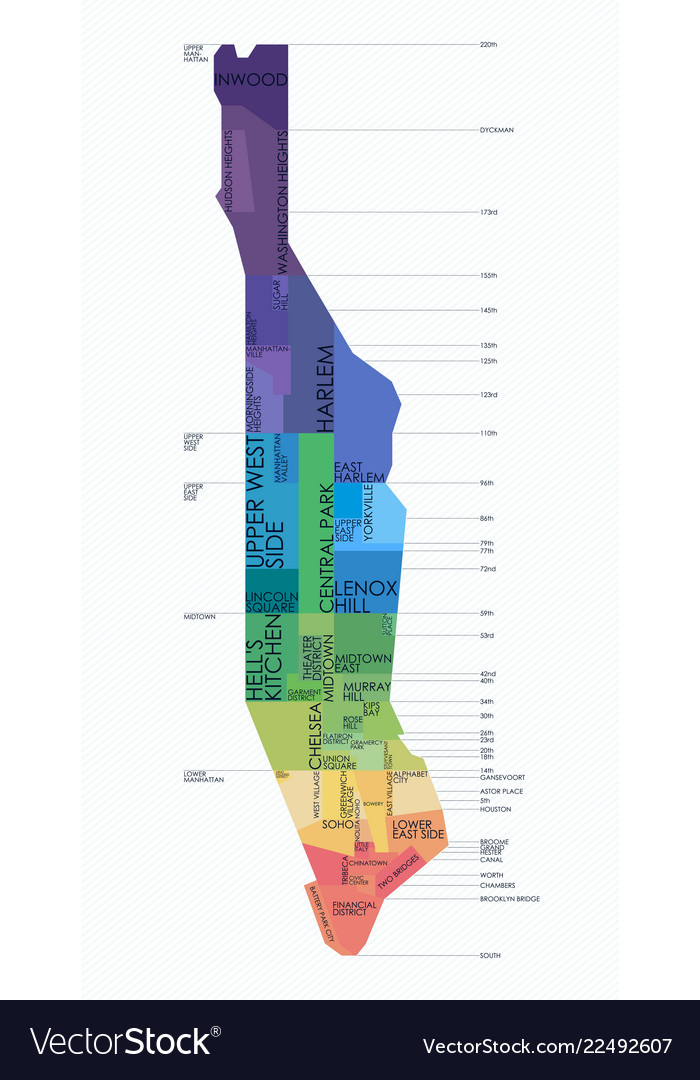 UPPER
MAN-
HATTAN
220th
INWOOD
DYCKMAN
HUDSON HEIGHTS
WASHINGTON HEIGHTS
173rd
155th
SUGAR
HILL
145th
HAMILTON
HEIGHTS
135th
MANHATTAN-
VILLE
125th
HARLEM
MORNINGSIDE
HEIGHTS
123rd
110th
UPPER
WEST
SIDE
UPPER WEST
SIDE
MANHATTAN
VALLEY
EAST
HARLEM
96th
UPPER
EAST
SIDE
CENTRAL PARK
YORKVILLE
UPPER
EAST
SIDE
86th
79th
77th
72nd
LENOX
HILL
LINCOLN
SQUARE
59th
MIDTOWN
HELL'S
KITCHEN
THEATER
DISTRICT
MIDTOWN
SUTTON
PLACE
53rd
MIDTOWN
EAST
42nd
40th
GARMENT
DISTRICT
MURRAY
HILL
34th
CHELSEA
KIPS
BAY
ROSE
HILL
30th
26th
23rd
FLATIRON
DISTRICT
GRAMERCY
PARK
STUYVESANT
TOWN
20th
18th
UNION
SQUARE
14th
LOWER
MANHATTAN
GANSEVOORT
WEST VILLAGE
GREENWICH
VILLAGE
NOHO
BOWERY
EAST VILLAGE
ALPHABET
CITY
ASTOR PLACE
5th
HOUSTON
SOHO
NOLITA
LOWER
EAST SIDE
LITTLE
ITALY
BROOME
GRAND
HESTER
CANAL
TRIBECA
CHINATOWN
CIVIC
CENTER
TWO BRIDGES
WORTH
CHAMBERS
BROOKLYN BRIDGE
BATTERY PARK CITY
FINANCIAL
DISTRICT
SOUTH
VectorStock®
VectorStock.com/22492607